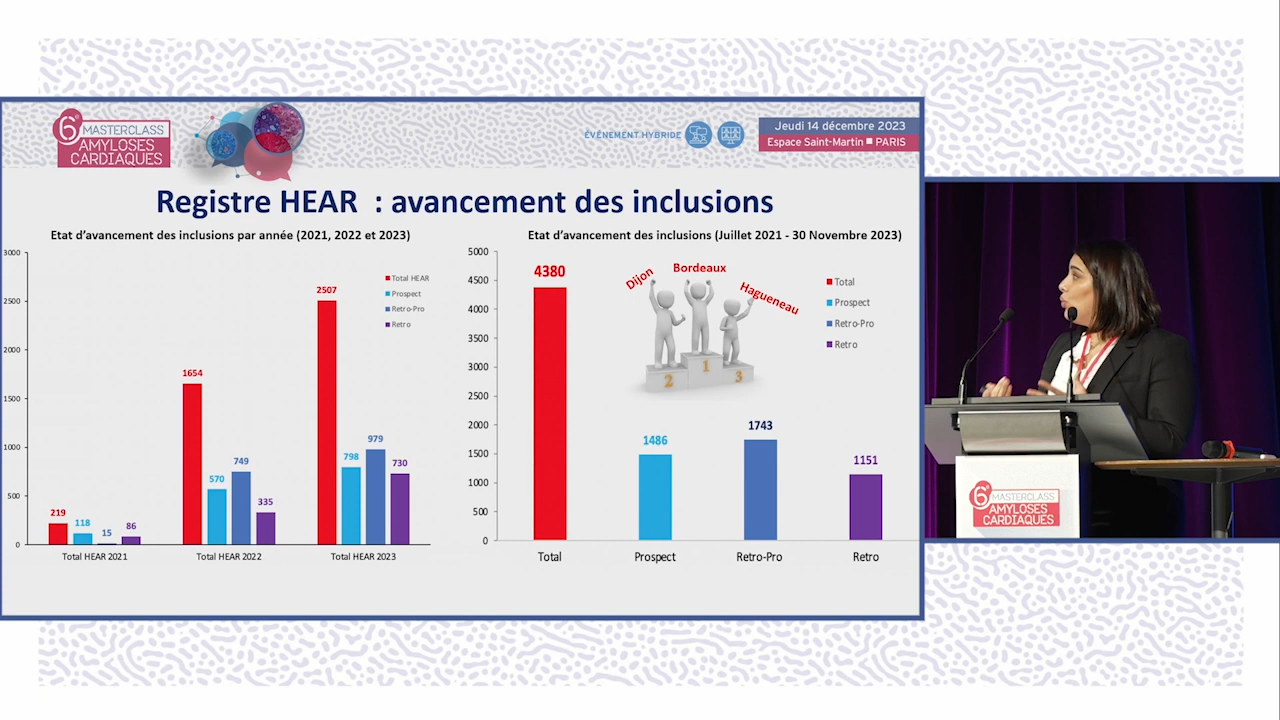 6e
MASTERCLASS
AMYLOSES
CARDIAQUES
ÉVÉNEMENT HYBRIDE
Jeudi 14 décembre 2023
Espace Saint-Martin ■ PARIS
Registre HEAR : avancement des inclusions
Etat d’avancement des inclusions par année (2021, 2022 et 2023)
3000
2500
2000
1500
1000
500
0
219
118
15
86
1654
570
749
335
2507
798
979
730
Total HEAR 2021
Total HEAR 2022
Total HEAR 2023
Total HEAR
Prospect
Retro-Pro
Retro
Etat d’avancement des inclusions (Juillet 2021 - 30 Novembre 2023)
5000
4500
4000
3500
3000
2500
2000
1500
1000
500
0
4380
1486
1743
1151
Total
Prospect
Retro-Pro
Retro
Dijon
Bordeaux
Hagueneau
2
1
3
Total
Prospect
Retro-Pro
Retro
6e
MASTERCLASS
AMYLOSES
CARDIAQUES